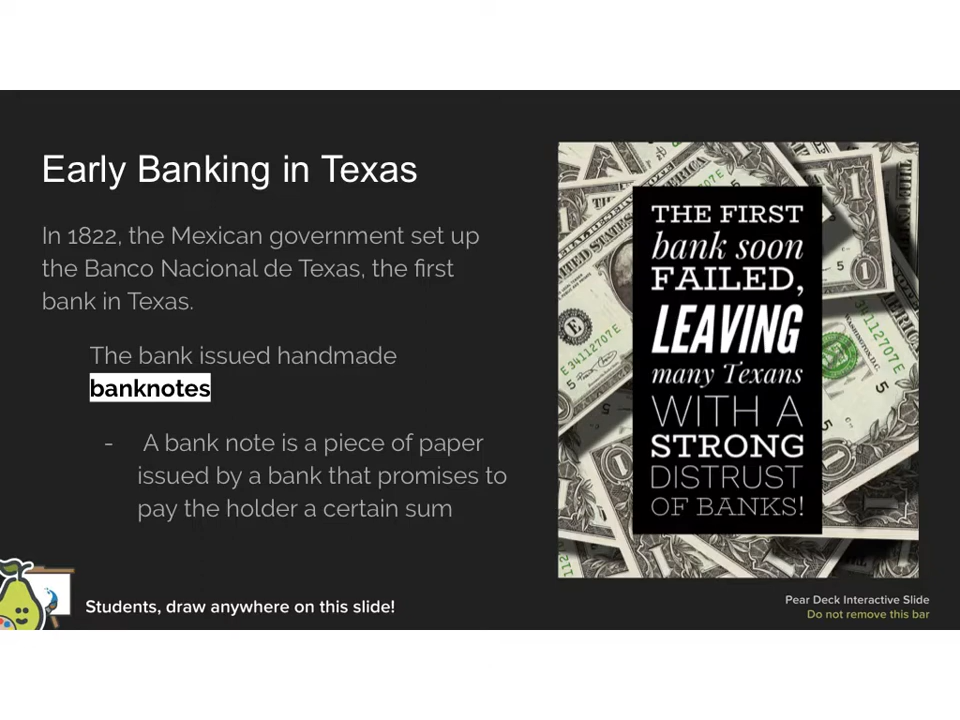 Early Banking in Texas
In 1822, the Mexican government set up
the Banco Nacional de Texas, the first
bank in Texas.
The bank issued handmade
banknotes
- A bank note is a piece of paper
issued by a bank that promises to
pay the holder a certain sum
THE FIRST
bank soon
FAILED,
LEAVING
many Texans
WITH A
STRONG
DISTRUST
OF BANKS!
E 34112707 E
WASHINGTON, D.C.
Students, draw anywhere on this slide!
Pear Deck Interactive Slide
Do not remove this bar